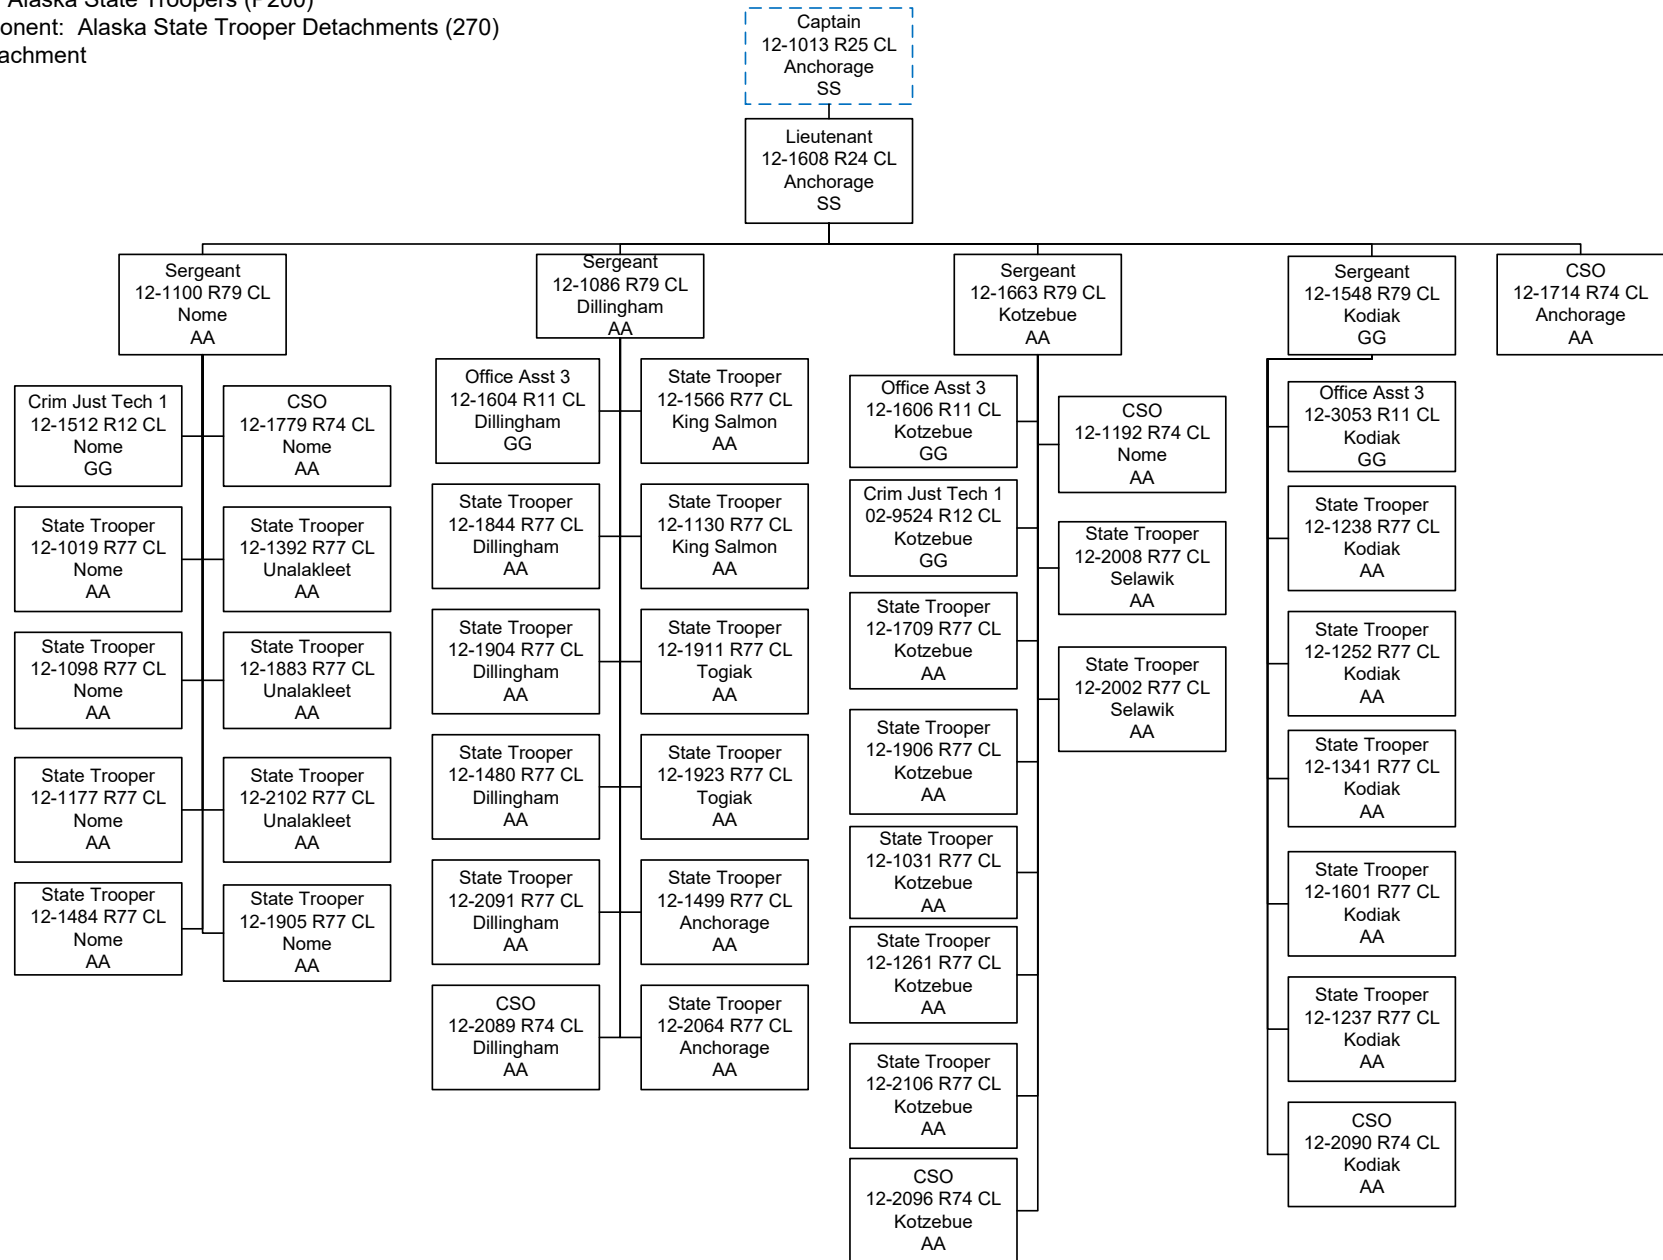 Alaska State Troopers (P200)
onent: Alaska State Trooper Detachments (270)
achment
Captain
12-1013 R25 CL
Anchorage
SS
Lieutenant
12-1608 R24 CL
Anchorage
SS
Sergeant
12-1100 R79 CL
Nome
AA
Crim Just Tech 1
12-1512 R12 CL
Nome
GG
CSO
12-1779 R74 CL
Nome
AA
State Trooper
12-1019 R77 CL
Nome
AA
State Trooper
12-1392 R77 CL
Unalakleet
AA
State Trooper
12-1098 R77 CL
Nome
AA
State Trooper
12-1883 R77 CL
Unalakleet
AA
State Trooper
12-1177 R77 CL
Nome
AA
State Trooper
12-2102 R77 CL
Unalakleet
AA
State Trooper
12-1484 R77 CL
Nome
AA
State Trooper
12-1905 R77 CL
Nome
AA
Sergeant
12-1086 R79 CL
Dillingham
AA
Office Asst 3
12-1604 R11 CL
Dillingham
GG
State Trooper
12-1566 R77 CL
King Salmon
AA
State Trooper
12-1844 R77 CL
Dillingham
AA
State Trooper
12-1130 R77 CL
King Salmon
AA
State Trooper
12-1904 R77 CL
Dillingham
AA
State Trooper
12-1911 R77 CL
Togiak
AA
State Trooper
12-1480 R77 CL
Dillingham
AA
State Trooper
12-1923 R77 CL
Togiak
AA
State Trooper
12-2091 R77 CL
Dillingham
AA
State Trooper
12-1499 R77 CL
Anchorage
AA
CSO
12-2089 R74 CL
Dillingham
AA
State Trooper
12-2064 R77 CL
Anchorage
AA
Sergeant
12-1663 R79 CL
Kotzebue
AA
Office Asst 3
12-1606 R11 CL
Kotzebue
GG
CSO
12-1192 R74 CL
Nome
AA
Crim Just Tech 1
02-9524 R12 CL
Kotzebue
GG
State Trooper
12-2008 R77 CL
Selawik
AA
State Trooper
12-1709 R77 CL
Kotzebue
AA
State Trooper
12-2002 R77 CL
Selawik
AA
State Trooper
12-1906 R77 CL
Kotzebue
AA
State Trooper
12-1031 R77 CL
Kotzebue
AA
State Trooper
12-1261 R77 CL
Kotzebue
AA
State Trooper
12-2106 R77 CL
Kotzebue
AA
CSO
12-2096 R74 CL
Kotzebue
AA
Sergeant
12-1548 R79 CL
Kodiak
GG
Office Asst 3
12-3053 R11 CL
Kodiak
GG
State Trooper
12-1238 R77 CL
Kodiak
AA
State Trooper
12-1252 R77 CL
Kodiak
AA
State Trooper
12-1341 R77 CL
Kodiak
AA
State Trooper
12-1601 R77 CL
Kodiak
AA
State Trooper
12-1237 R77 CL
Kodiak
AA
CSO
12-2090 R74 CL
Kodiak
AA
CSO
12-1714 R74 CL
Anchorage
AA